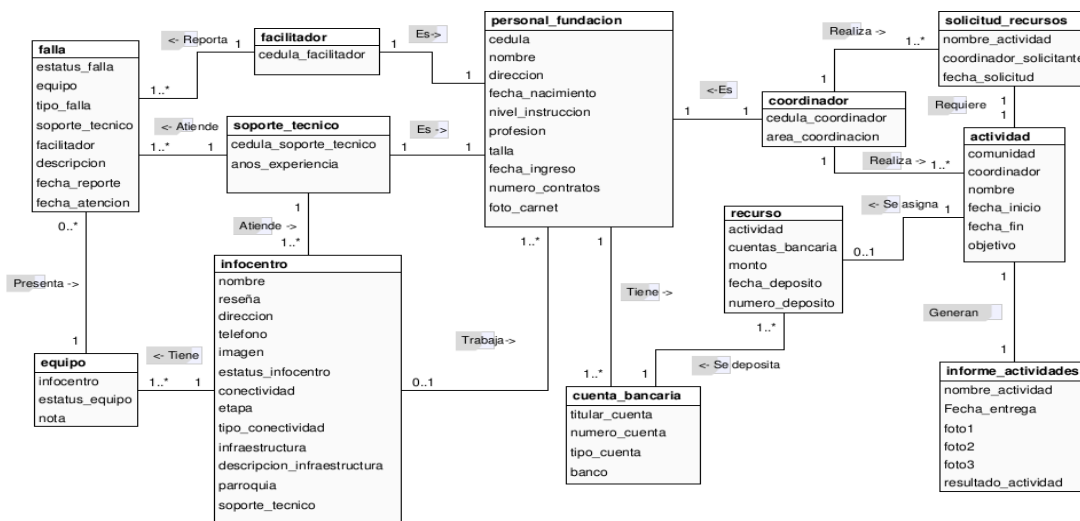 falla
estatus_falla
equipo
tipo_falla
soporte_tecnico
facilitador
descripcion
fecha_reporte
fecha_atencion
<- Reporta
1
1..*
facilitador
cedula_facilitador
1
Es->
1
<- Atiende
1..*
1
soporte_tecnico
cedula_soporte_tecnico
anos_experiencia
1
Es ->
1
personal_fundacion
cedula
nombre
direccion
fecha_nacimiento
nivel_instruccion
profesion
talla
fecha_ingreso
numero_contratos
foto_carnet
<-Es
1
1
coordinador
cedula_coordinador
area_coordinacion
Realiza ->
1..*
1
solicitud_recursos
nombre_actividad
coordinador_solicitante
fecha_solicitud
Requiere
1
1
actividad
comunidad
coordinador
nombre
fecha_inicio
fecha_fin
objetivo
1
Realiza ->
1..*
<- Se asigna
1
0..1
recurso
actividad
cuentas_bancaria
monto
fecha_deposito
numero_deposito
1..*
<- Se deposita
1
1
Tiene ->
1..*
cuenta_bancaria
titular_cuenta
numero_cuenta
tipo_cuenta
banco
1
Generan
1
informe_actividades
nombre_actividad
Fecha_entrega
foto1
foto2
foto3
resultado_actividad
1..*
Trabaja->
0..1
1
Atiende ->
1..*
infocentro
nombre
reseña
direccion
telefono
imagen
estatus_infocentro
conectividad
etapa
tipo_conectividad
infraestructura
descripcion_infraestructura
parroquia
soporte_tecnico
0..*
Presenta ->
1
equipo
infocentro
estatus_equipo
nota
<- Tiene
1..*
1